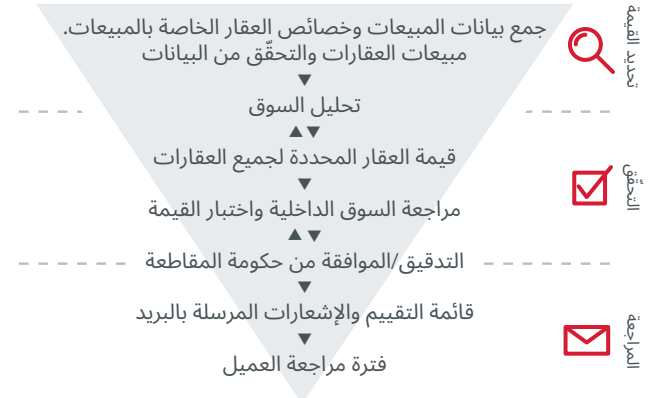 جمع بيانات المبيعات وخصائص العقار الخاصة بالمبيعات.
مبيعات العقارات والتحقّق من البيانات
تحليل السوق
قيمة العقار المحددة لجميع العقارات
مراجعة السوق الداخلية واختبار القيمة
التدقيق/الموافقة من حكومة المقاطعة
قائمة التقييم والإشعارات المرسلة بالبريد
فترة مراجعة العميل
تحديد القيمة
التحقّق
المراجعة